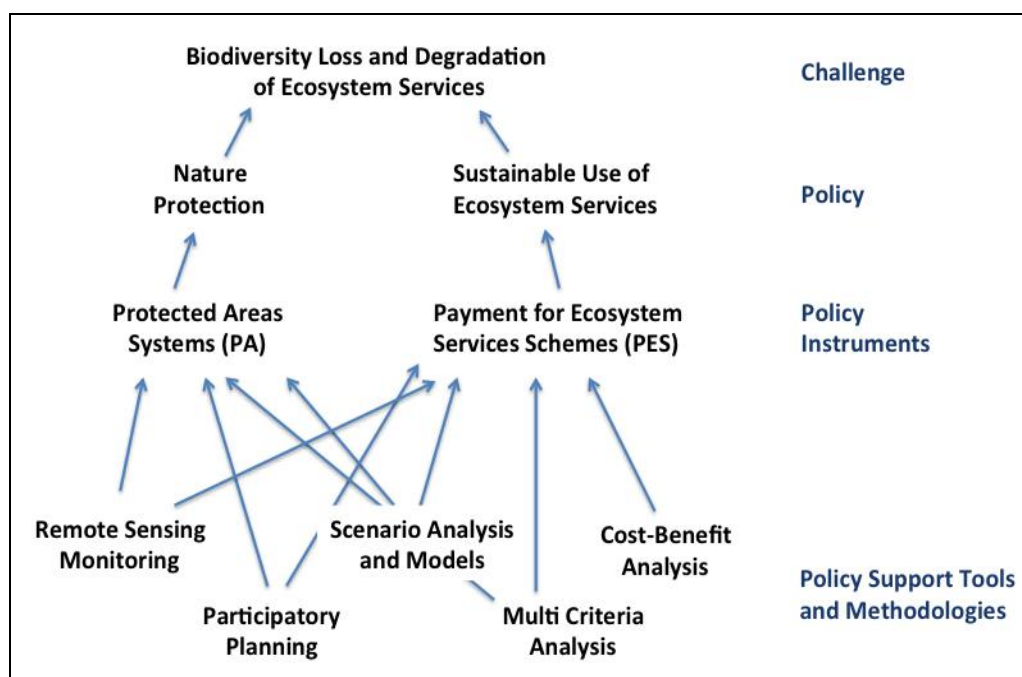 Biodiversity Loss and Degradation
of Ecosystem Services
Challenge
Nature
Protection
Sustainable Use of
Ecosystem Services
Policy
Protected Areas
Systems (PA)
Payment for Ecosystem
Services Schemes (PES)
Policy
Instruments
Remote Sensing
Monitoring
Scenario Analysis
and Models
Cost-Benefit
Analysis
Participatory
Planning
Multi Criteria
Analysis
Policy Support Tools
and Methodologies